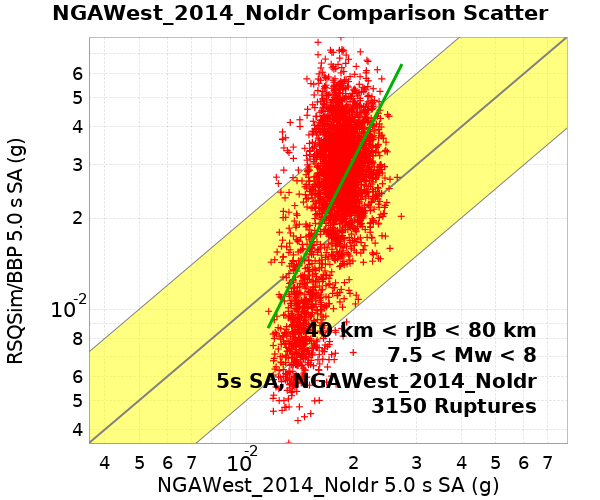 NGAWest_2014_NoIdr Comparison Scatter
RSQSim/BBP 5.0 s SA (g)
6
5
4
3
2
10-2
8
6
5
4
40 km < rJB < 80 km
7.5 < Mw < 8
5s SA, NGAWest_2014_NoIdr
3150 Ruptures
4 5 6 7 10-2 2 3 4 5 6 7
NGAWest_2014_NoIdr 5.0 s SA (g)